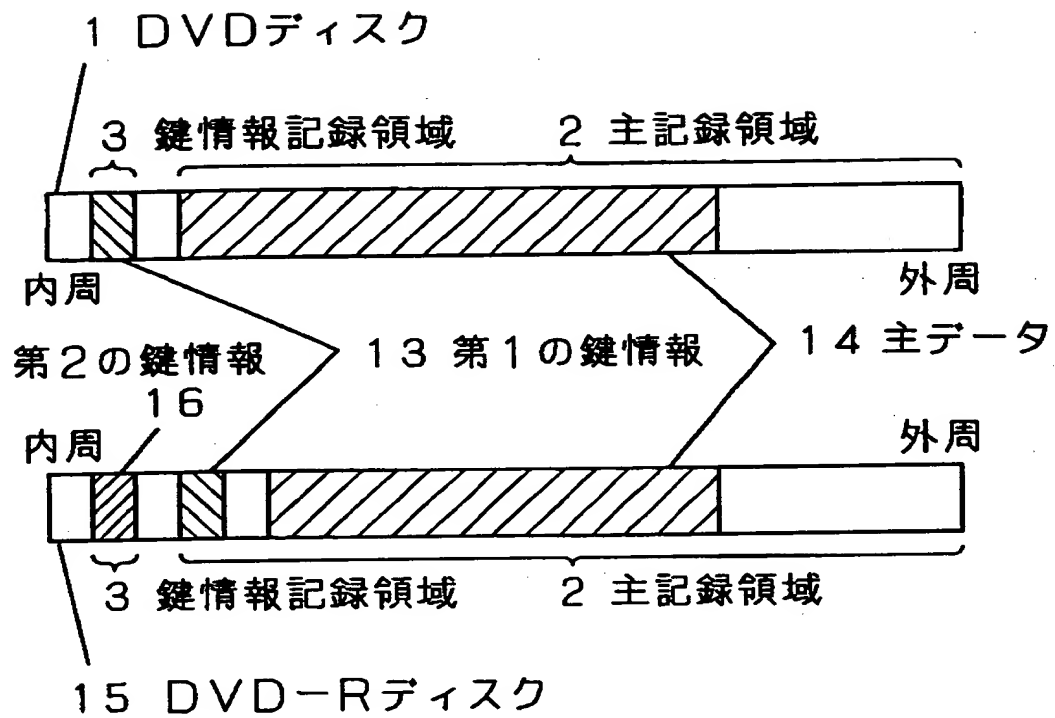 1 DVDディスク
3 鍵情報記録領域
2 主記録領域
内周
外周
第2の鍵情報
16
13 第1の鍵情報
14 主データ
内周
外周
3 鍵情報記録領域
2 主記録領域
15 DVD－Rディスク